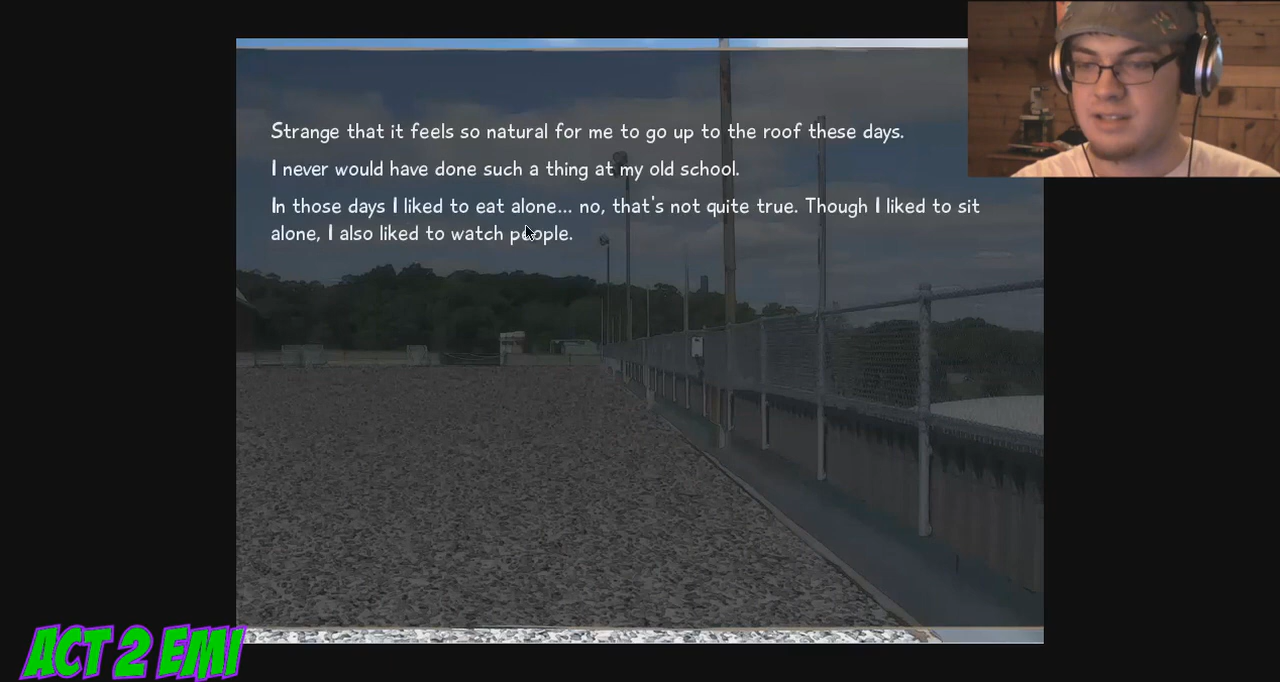 Strange that it feels so natural for me to go up to the roof these days.
I never would have done such a thing at my old school.
In those days I liked to eat alone... no, that's not quite true. Though I liked to sit
alone, I also liked to watch people.
ACT 2 EMI